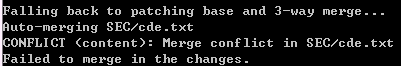 Falling back to patching base and 3-way merge...
Auto-merging SEC/cde.txt
CONFLICT (content): Merge conflict in SEC/cde.txt
Failed to merge in the changes.